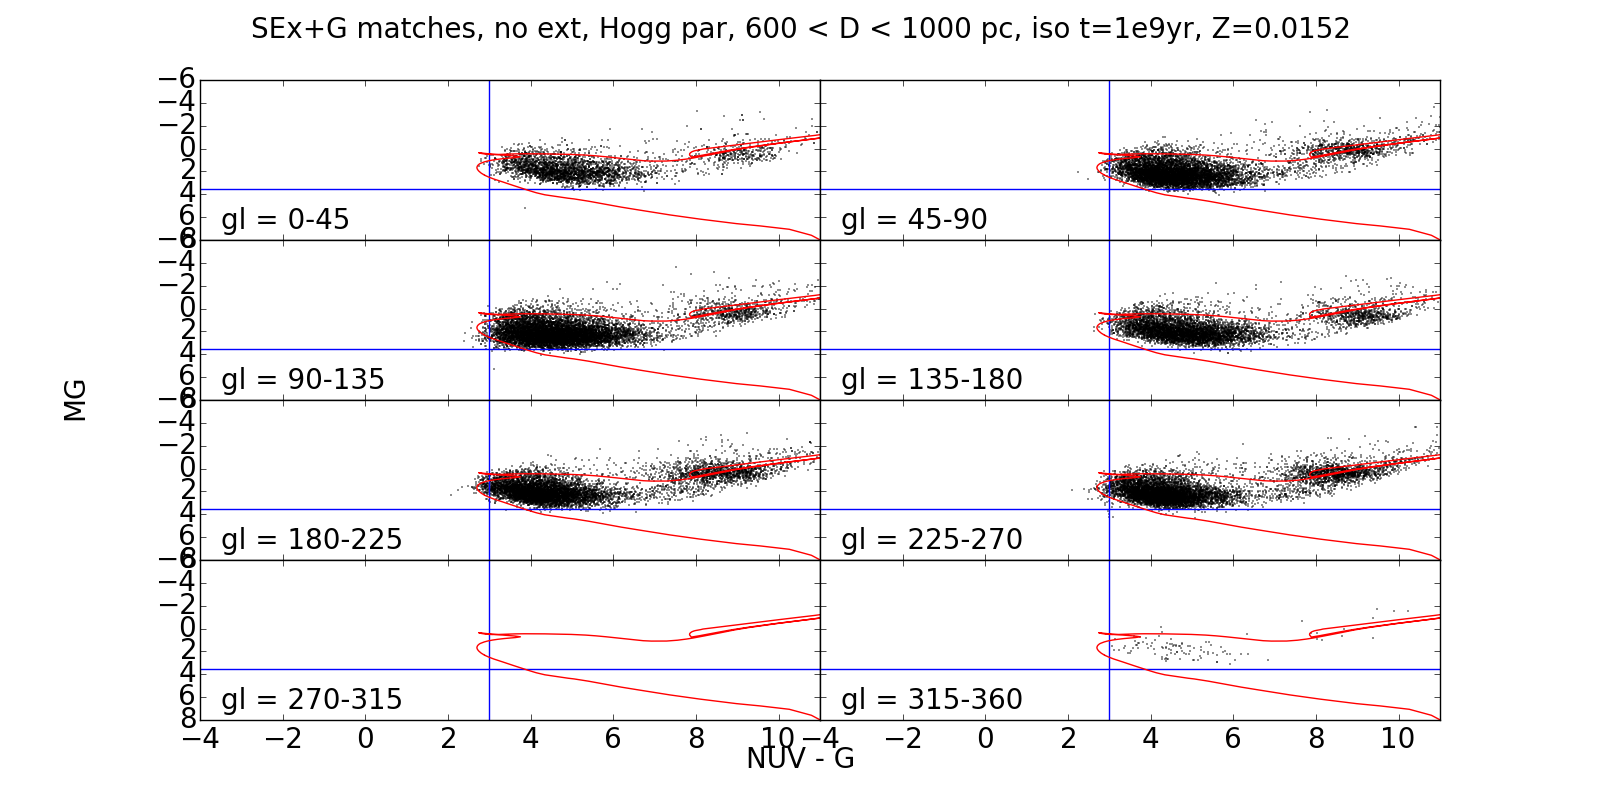 SEx+G matches, no ext, Hogg par, 600 < D < 1000 pc, iso t=1e9yr, Z=0.0152
−6
−4
−2
0
2
4
6
8
gl = 0-45
gl = 45-90
−6
−4
−2
0
2
4
6
8
gl = 90-135
gl = 135-180
MG
−6
−4
−2
0
2
4
6
8
gl = 180-225
gl = 225-270
−6
−4
−2
0
2
4
6
8
gl = 270-315
gl = 315-360
−4 −2 0 2 4 6 8 10 −4 −2 0 2 4 6 8 10
NUV - G